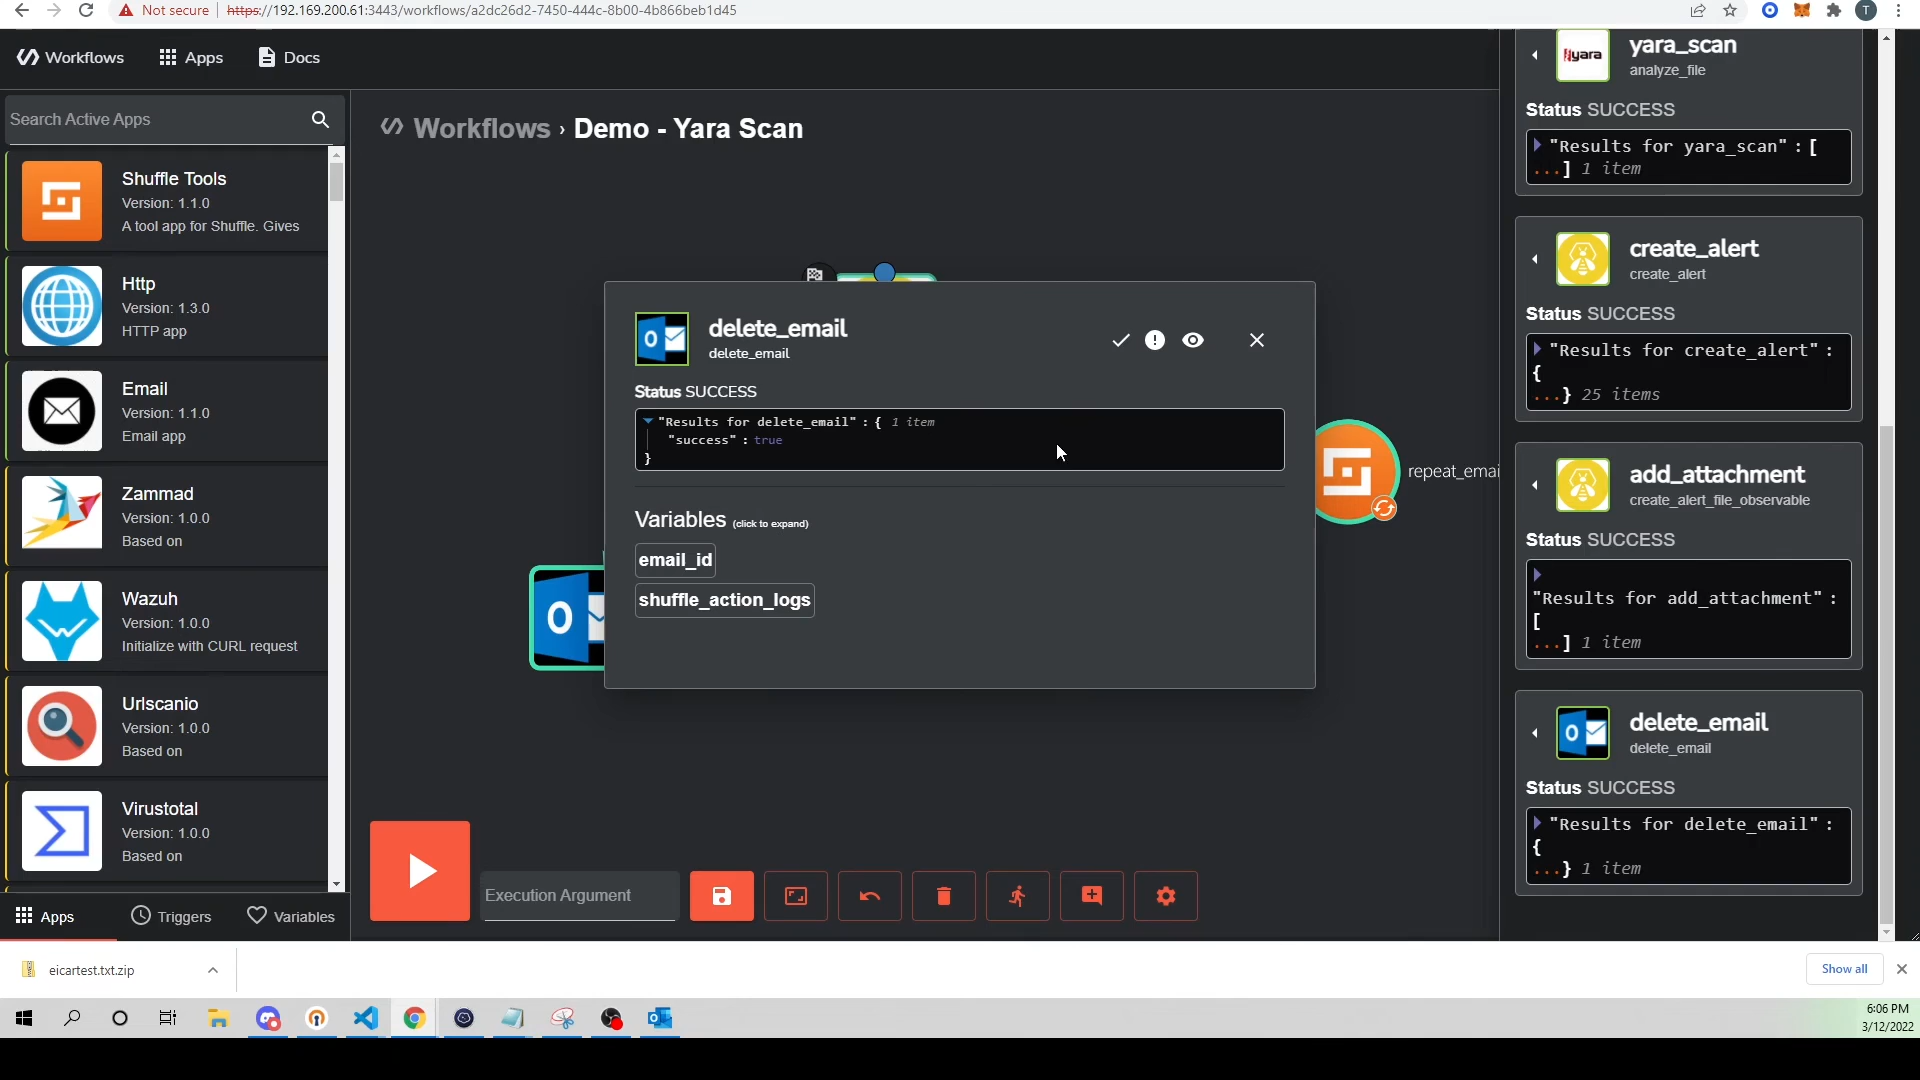 Not secure
https://192.169.200.61:3443/workflows/a2dc26d2-7450-444c-8b00-4b866beb1d45
T
Workflows
Apps
Docs
Search Active Apps
Shuffle Tools
Version: 1.1.0
A tool app for Shuffle. Gives
Http
Version: 1.3.0
HTTP app
Email
Version: 1.1.0
Email app
Zammad
Version: 1.0.0
Based on
Wazuh
Version: 1.0.0
Initialize with CURL request
Urlscanio
Version: 1.0.0
Based on
Virustotal
Version: 1.0.0
Based on
Apps
Triggers
Variables
Workflows › Demo - Yara Scan
delete_email
delete_email
Status SUCCESS
"Results for delete_email" : { 1 item
"success" : true
}
Variables (click to expand)
email_id
shuffle_action_logs
repeat_emai
Execution Argument
yara
yara_scan
analyze_file
Status SUCCESS
"Results for yara_scan" : [
...] 1 item
create_alert
create_alert
Status SUCCESS
"Results for create_alert" :
{
...} 25 items
add_attachment
create_alert_file_observable
Status SUCCESS
"Results for add_attachment" :
[
...] 1 item
delete_email
delete_email
Status SUCCESS
"Results for delete_email" :
{
...} 1 item
eicartest.txt.zip
Show all
6:06 PM
3/12/2022